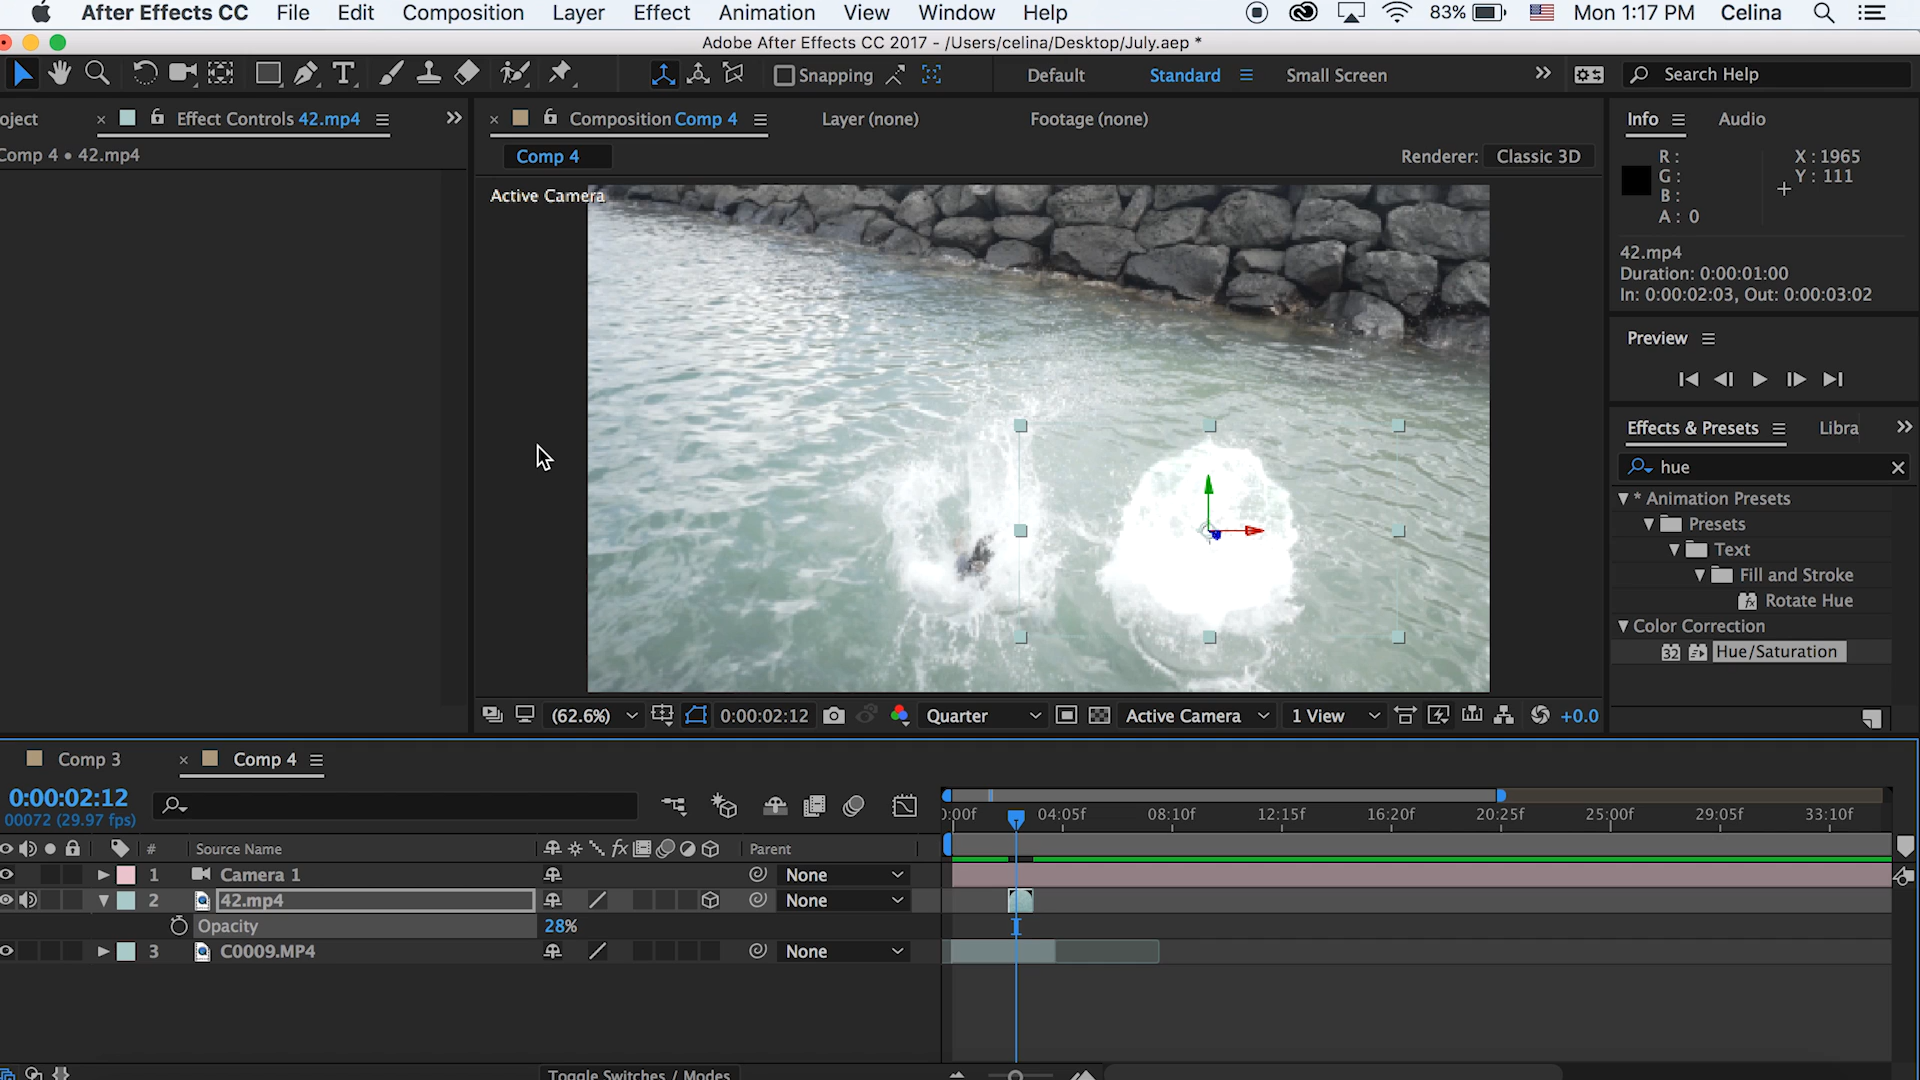 After Effects CC File Edit Composition Layer Effect Animation View Window Help 83% Mon 1:17 PM Celina
Adobe After Effects CC 2017 - /Users/celina/Desktop/July.aep *
Snapping Default Standard Small Screen Search Help
oject Effect Controls 42.mp4 Composition Comp 4 Layer (none) Footage (none) Info Audio
Comp 4 • 42.mp4 Comp 4 Renderer: Classic 3D
Active Camera
R : X : 1965
G : Y : 111
B :
A : 0
42.mp4
Duration: 0:00:01:00
In: 0:00:02:03, Out: 0:00:03:02
Preview
Effects & Presets Libra
hue
* Animation Presets
Presets
Text
Fill and Stroke
Rotate Hue
Color Correction
32 Hue/Saturation
(62.6%) 0:00:02:12 Quarter Active Camera 1 View +0.0
Comp 3 Comp 4
0:00:02:12
00072 (29.97 fps)
0:00f 04:05f 08:10f 12:15f 16:20f 20:25f 25:00f 29:05f 33:10f
# Source Name fx Parent
1 Camera 1 None
2 42.mp4 None
Opacity 28%
3 C0009.MP4 None
Toggle Switches / Modes